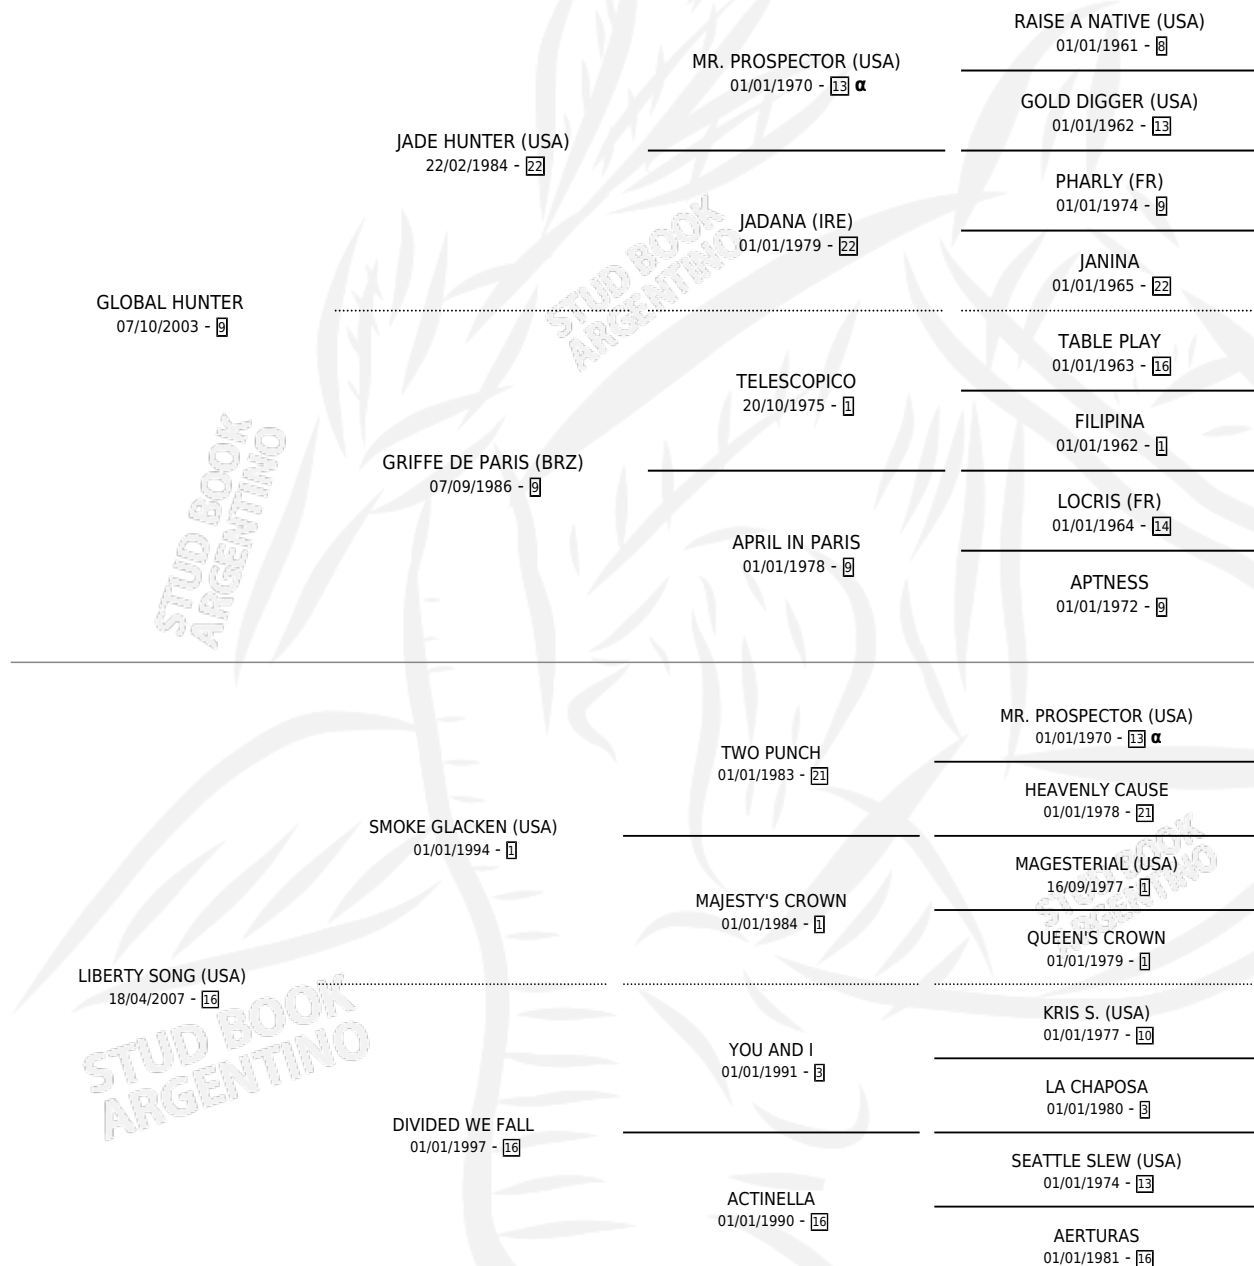 RAISE A NATIVE (USA)
01/01/1961 - 8
MR. PROSPECTOR (USA)
01/01/1970 - 13 α
GOLD DIGGER (USA)
01/01/1962 - 13
JADE HUNTER (USA)
22/02/1984 - 22
PHARLY (FR)
01/01/1974 - 9
JADANA (IRE)
01/01/1979 - 22
JANINA
01/01/1965 - 22
GLOBAL HUNTER
07/10/2003 - 9
TABLE PLAY
01/01/1963 - 16
TELESCOPICO
20/10/1975 - 1
FILIPINA
01/01/1962 - 1
GRIFFE DE PARIS (BRZ)
07/09/1986 - 9
LOCRIS (FR)
01/01/1964 - 14
APRIL IN PARIS
01/01/1978 - 9
APTNESS
01/01/1972 - 9
MR. PROSPECTOR (USA)
01/01/1970 - 13 α
TWO PUNCH
01/01/1983 - 21
HEAVENLY CAUSE
01/01/1978 - 21
SMOKE GLACKEN (USA)
01/01/1994 - 1
MAGESTERIAL (USA)
16/09/1977 - 1
MAJESTY'S CROWN
01/01/1984 - 1
QUEEN'S CROWN
01/01/1979 - 1
LIBERTY SONG (USA)
18/04/2007 - 16
KRIS S. (USA)
01/01/1977 - 10
YOU AND I
01/01/1991 - 3
LA CHAPOSA
01/01/1980 - 3
DIVIDED WE FALL
01/01/1997 - 16
SEATTLE SLEW (USA)
01/01/1974 - 13
ACTINELLA
01/01/1990 - 16
AERTURAS
01/01/1981 - 16
STUD BOOK
ARGENTINO
STUD BOOK
ARGENTINO
STUD BOOK
ARGENTINO
STUD BOOK
ARGENTINO